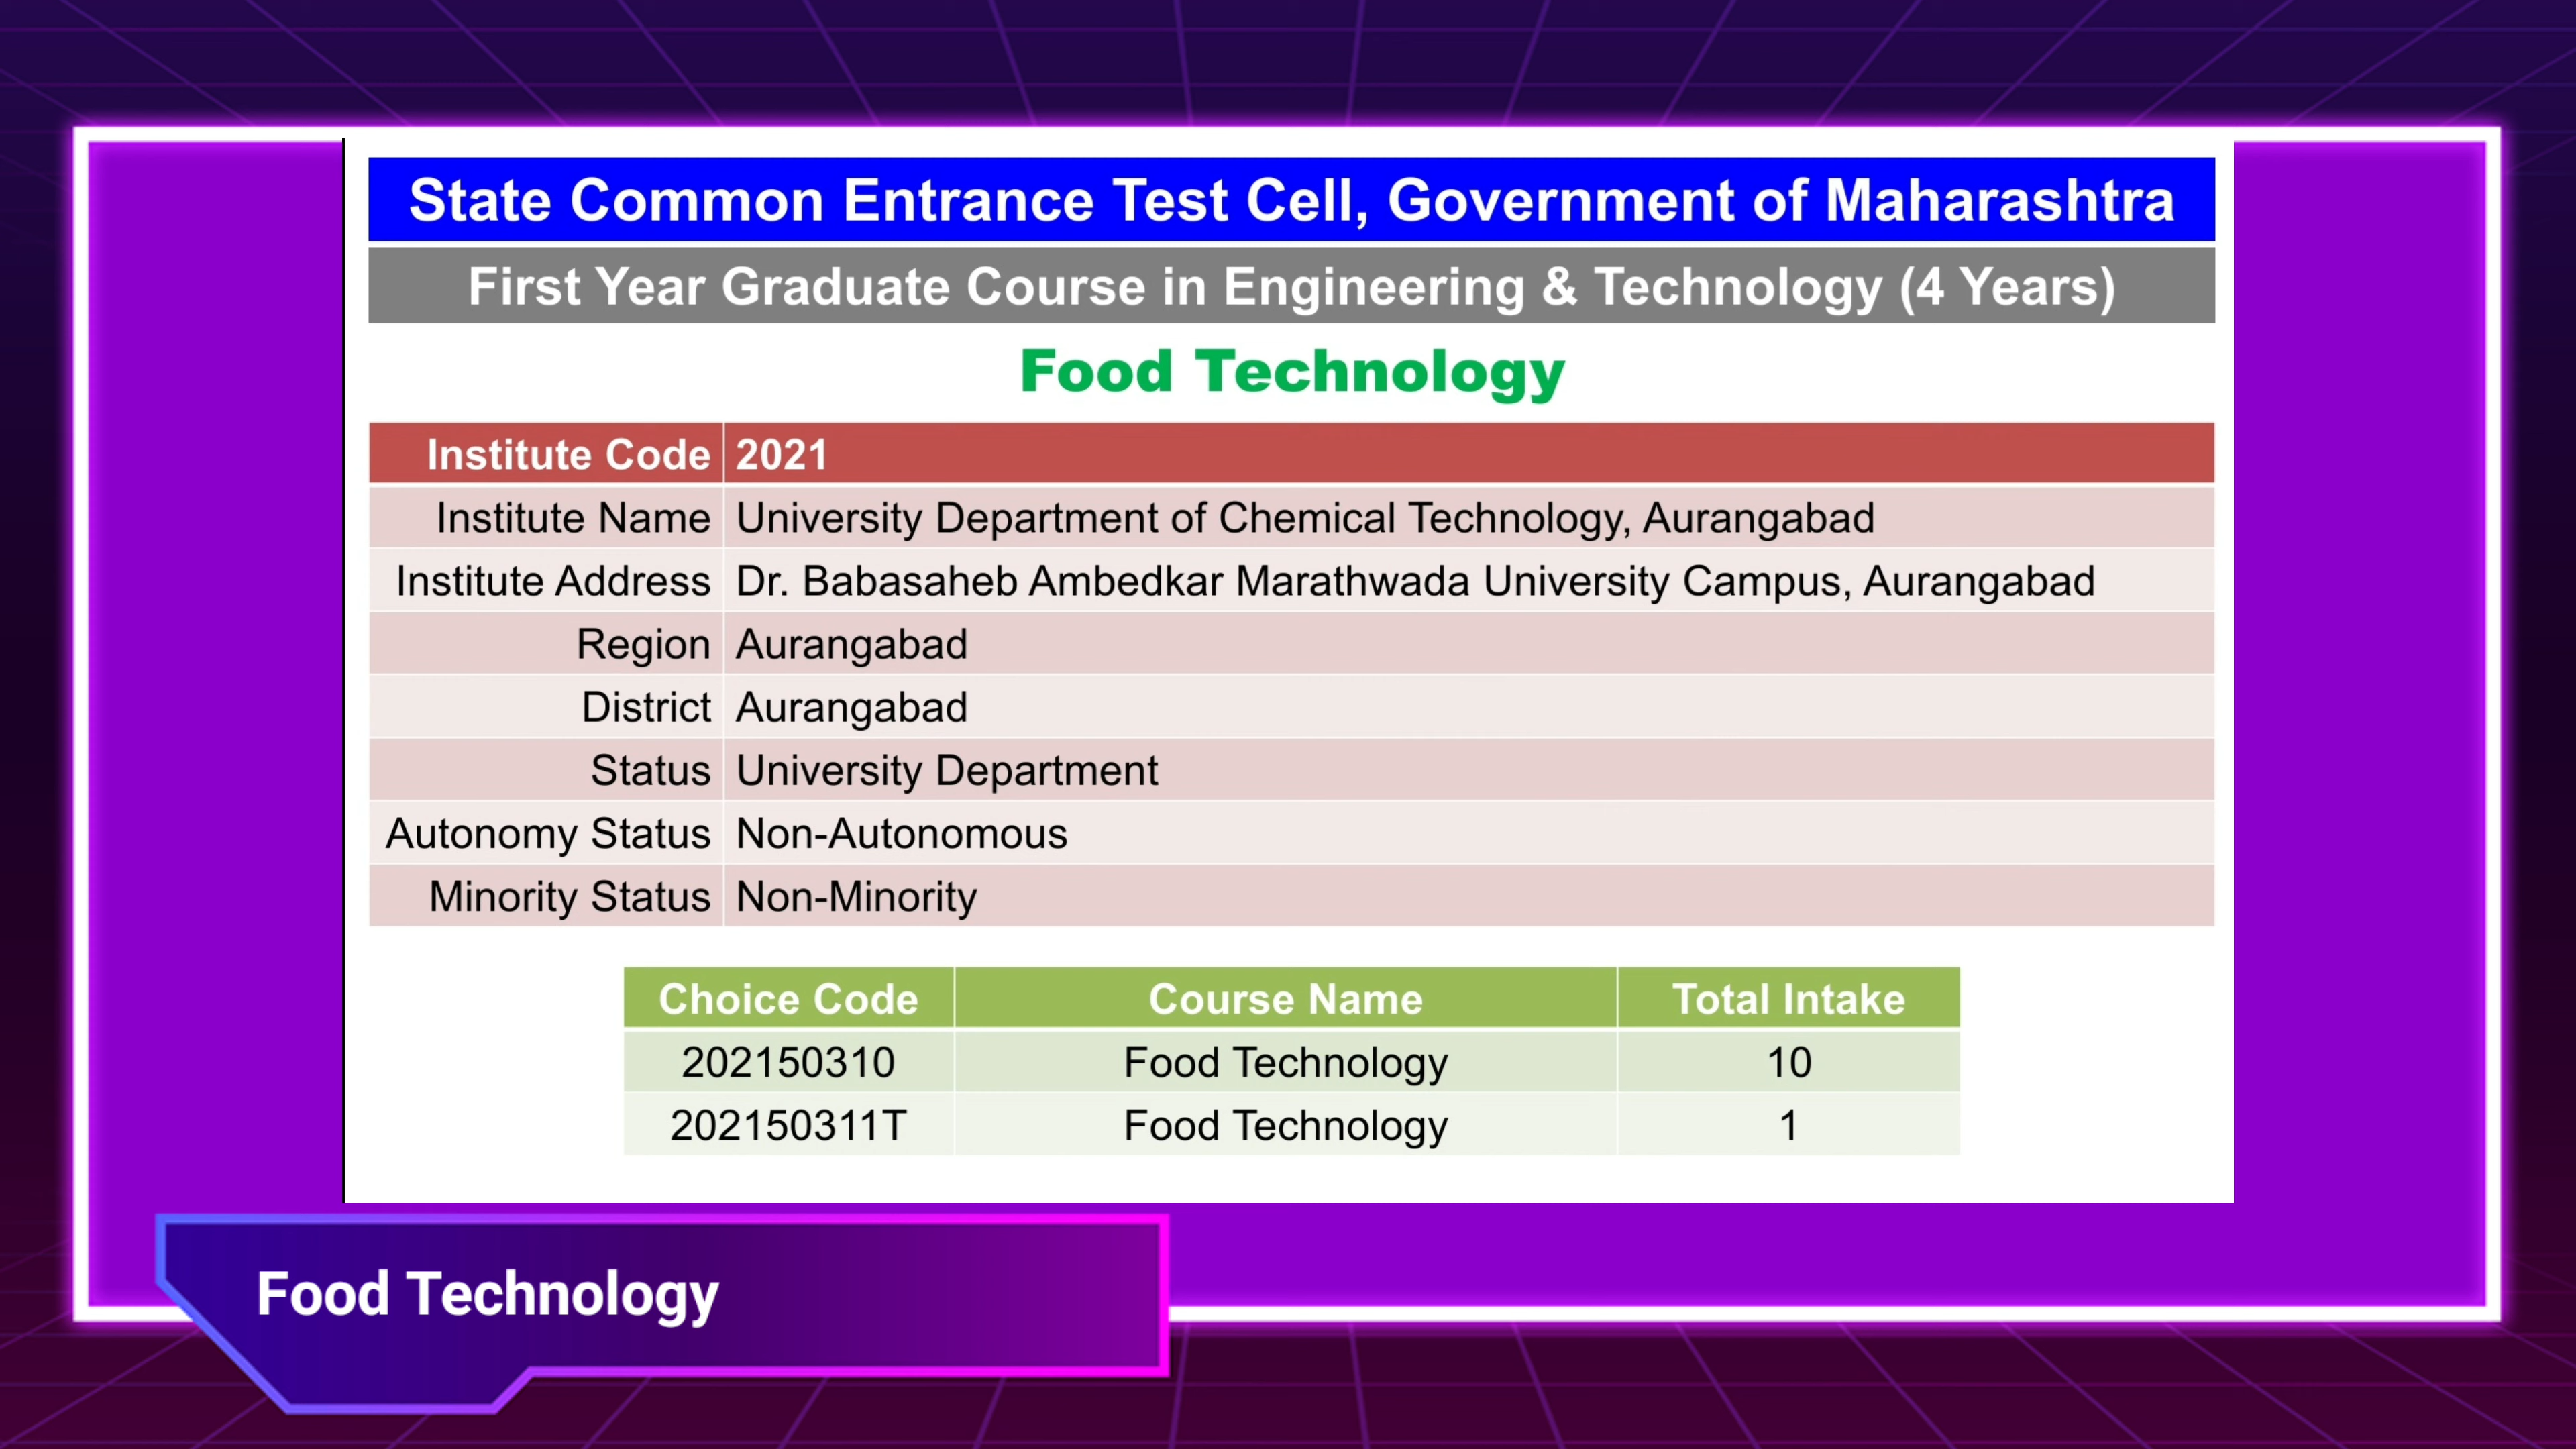 State Common Entrance Test Cell, Government of Maharashtra
First Year Graduate Course in Engineering & Technology (4 Years)
Food Technology
Institute Code 2021
Institute Name University Department of Chemical Technology, Aurangabad
Institute Address Dr. Babasaheb Ambedkar Marathwada University Campus, Aurangabad
Region Aurangabad
District Aurangabad
Status University Department
Autonomy Status Non-Autonomous
Minority Status Non-Minority
Choice Code Course Name Total Intake
202150310 Food Technology 10
202150311T Food Technology 1
Food Technology